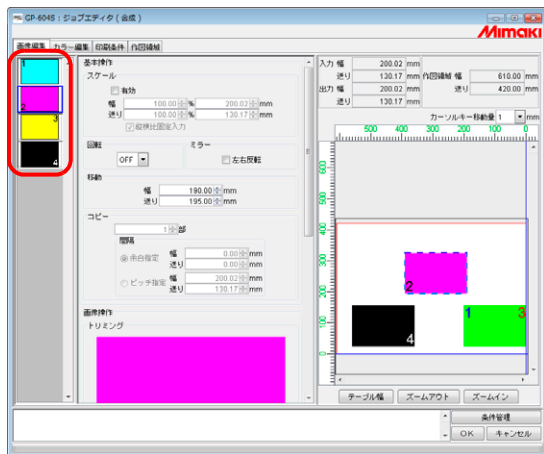 GP-604S : ジョブエディタ ( 合成 )
Mimaki
画像編集 カラー編集 印刷条件 作図領域
1
2
3
4
基本操作
スケール
有効
幅 100.00 % 200.02 mm
送り 100.00 % 130.17 mm
縦横比固定入力
回転 ミラー
OFF 左右反転
移動
幅 190.00 mm
送り 195.00 mm
コピー
1 部
間隔
余白指定 幅 0.00 mm
送り 0.00 mm
ピッチ指定 幅 200.02 mm
送り 130.17 mm
画像操作
トリミング
入力 幅 200.02 mm
送り 130.17 mm 作図領域 幅 610.00 mm
出力 幅 200.02 mm 送り 420.00 mm
送り 130.17 mm
カーソルキー移動量 1 mm
500 400 300 200 100 0
600
500
400
300
200
100
0
2
1 3
4
テーブル幅 ズームアウト ズームイン
条件管理
OK キャンセル